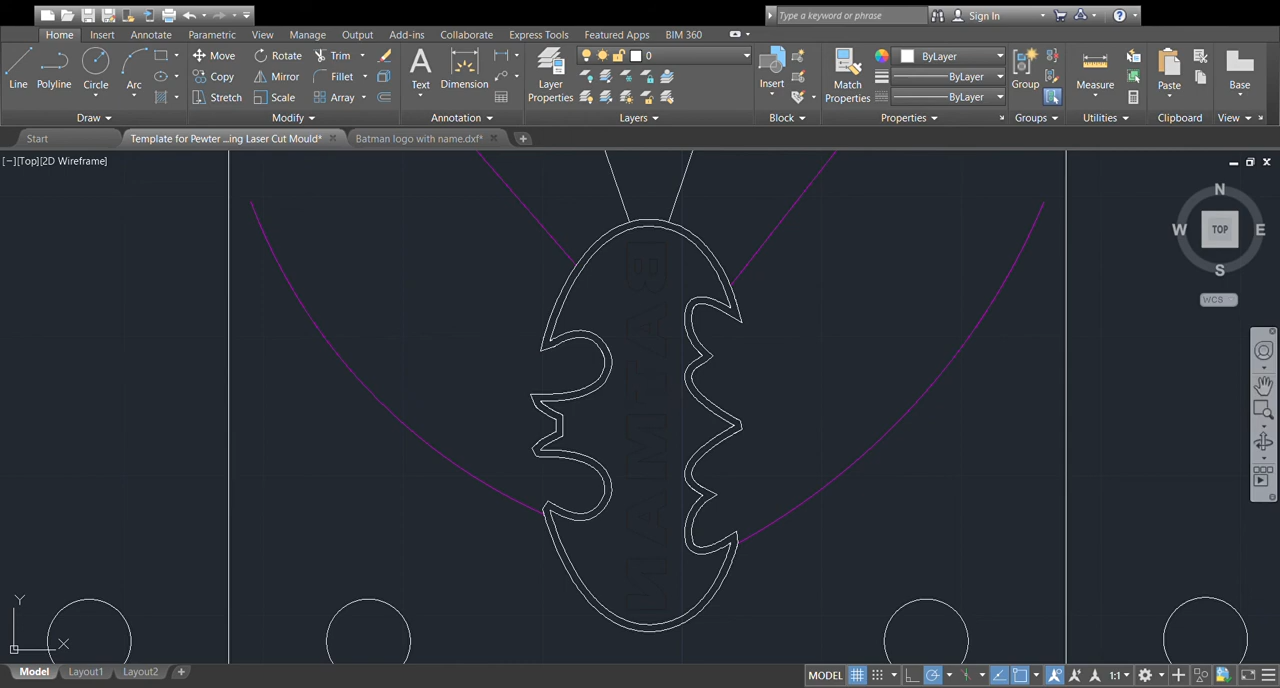 Type a keyword or phrase
Sign In
Home Insert Annotate Parametric View Manage Output Add-ins Collaborate Express Tools Featured Apps BIM 360
Line Polyline Circle Arc
Move Rotate Trim
Copy Mirror Fillet
Stretch Scale Array
Text Dimension
Layer
Properties
0
Insert
Match
Properties
ByLayer
ByLayer
ByLayer
Group
Measure
Paste
Base
Draw Modify Annotation Layers Block Properties Groups Utilities Clipboard View
Start Template for Pewter ...ing Laser Cut Mould* Batman logo with name.dxf*
[−][Top][2D Wireframe]
N
W TOP E
S
WCS
BATMAN
Y
X
Model Layout1 Layout2
MODEL 1:1